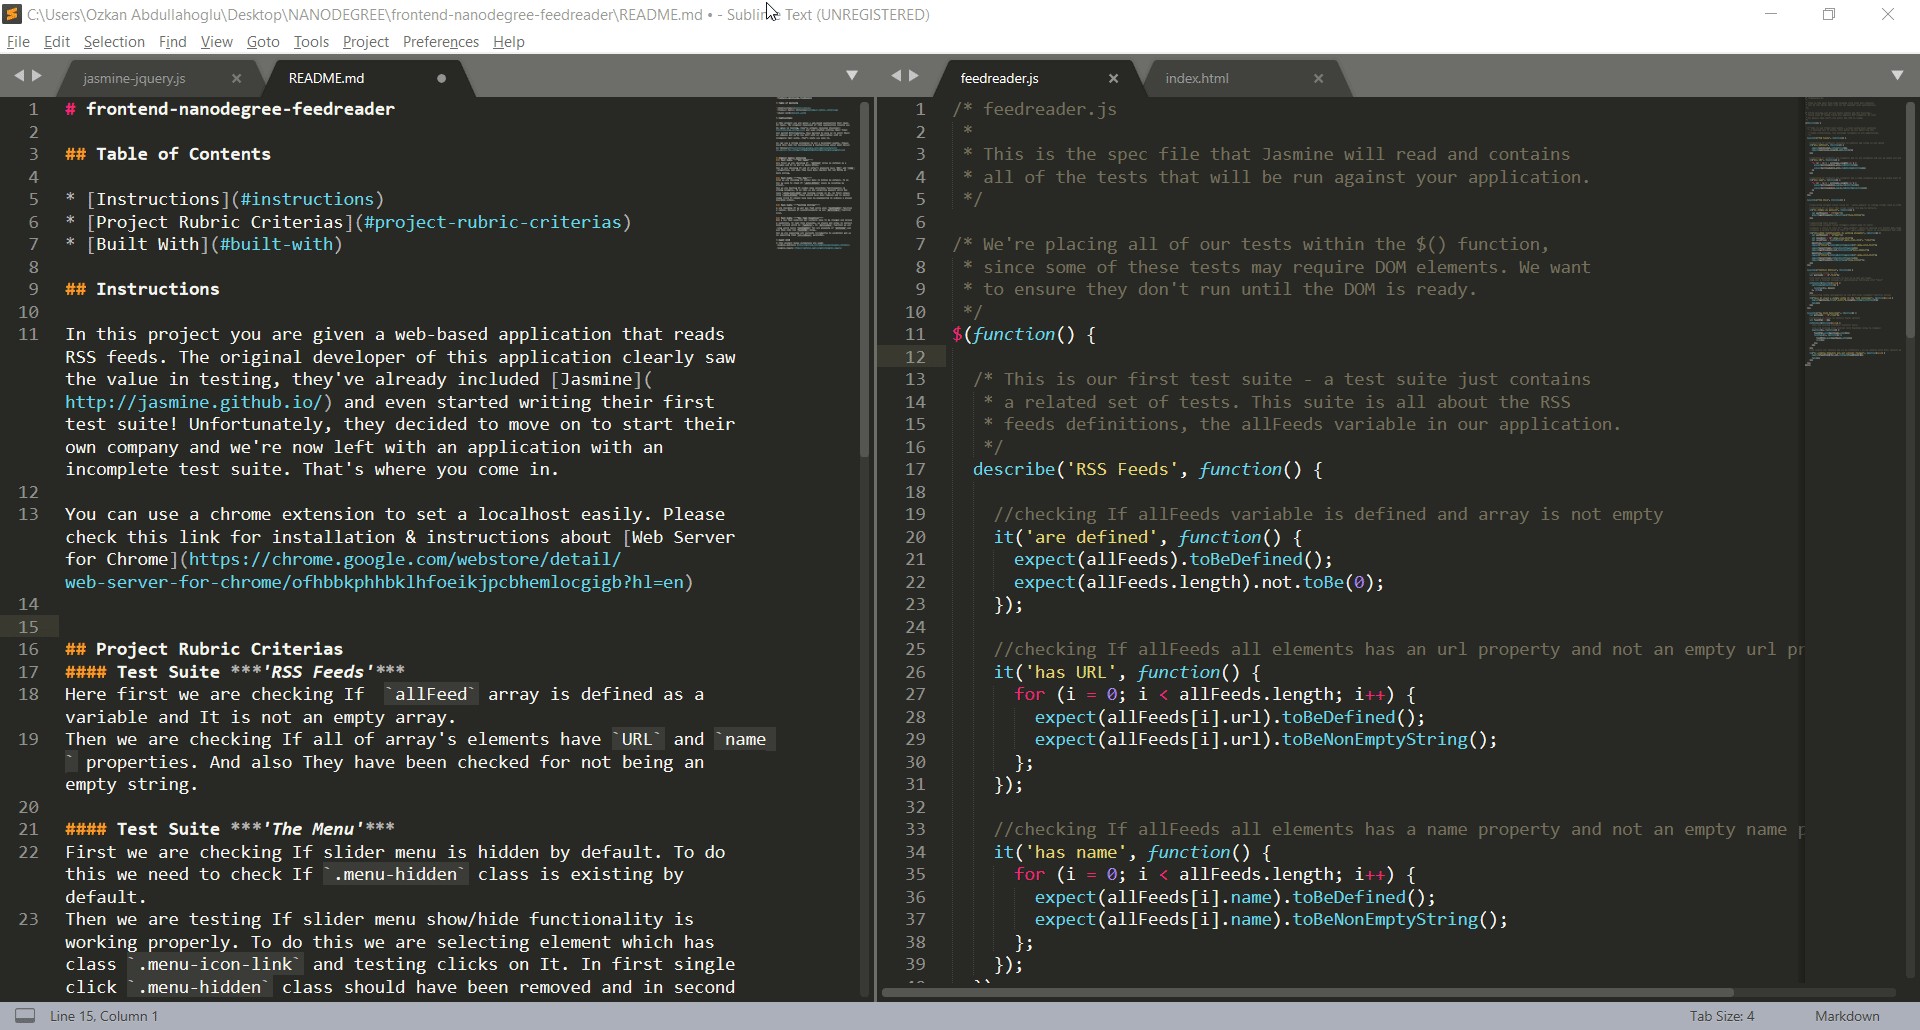 C:\Users\Ozkan Abdullahoglu\Desktop\NANODEGREE\frontend-nanodegree-feedreader\README.md • - Sublime Text (UNREGISTERED)
File Edit Selection Find View Goto Tools Project Preferences Help
jasmine-jquery.js README.md
1 # frontend-nanodegree-feedreader
2
3 ## Table of Contents
4
5 * [Instructions](#instructions)
6 * [Project Rubric Criterias](#project-rubric-criterias)
7 * [Built With](#built-with)
8
9 ## Instructions
10
11 In this project you are given a web-based application that reads
RSS feeds. The original developer of this application clearly saw
the value in testing, they've already included [Jasmine](
http://jasmine.github.io/) and even started writing their first
test suite! Unfortunately, they decided to move on to start their
own company and we're now left with an application with an
incomplete test suite. That's where you come in.
12
13 You can use a chrome extension to set a localhost easily. Please
check this link for installation & instructions about [Web Server
for Chrome](https://chrome.google.com/webstore/detail/
web-server-for-chrome/ofhbbkphhbklhfoeikjpcbhemlocgigb?hl=en)
14
15
16 ## Project Rubric Criterias
17 #### Test Suite ***'RSS Feeds'***
18 Here first we are checking If `allFeed` array is defined as a
variable and It is not an empty array.
19 Then we are checking If all of array's elements have `URL` and `name
` properties. And also They have been checked for not being an
empty string.
20
21 #### Test Suite ***'The Menu'***
22 First we are checking If slider menu is hidden by default. To do
this we need to check If `.menu-hidden` class is existing by
default.
23 Then we are testing If slider menu show/hide functionality is
working properly. To do this we are selecting element which has
class `.menu-icon-link` and testing clicks on It. In first single
click `.menu-hidden` class should have been removed and in second
feedreader.js index.html
1 /* feedreader.js
2 *
3 * This is the spec file that Jasmine will read and contains
4 * all of the tests that will be run against your application.
5 */
6
7 /* We're placing all of our tests within the $() function,
8 * since some of these tests may require DOM elements. We want
9 * to ensure they don't run until the DOM is ready.
10 */
11 $(function() {
12
13 /* This is our first test suite - a test suite just contains
14 * a related set of tests. This suite is all about the RSS
15 * feeds definitions, the allFeeds variable in our application.
16 */
17 describe('RSS Feeds', function() {
18
19 //checking If allFeeds variable is defined and array is not empty
20 it('are defined', function() {
21 expect(allFeeds).toBeDefined();
22 expect(allFeeds.length).not.toBe(0);
23 });
24
25 //checking If allFeeds all elements has an url property and not an empty url pr
26 it('has URL', function() {
27 for (i = 0; i < allFeeds.length; i++) {
28 expect(allFeeds[i].url).toBeDefined();
29 expect(allFeeds[i].url).toBeNonEmptyString();
30 };
31 });
32
33 //checking If allFeeds all elements has a name property and not an empty name p
34 it('has name', function() {
35 for (i = 0; i < allFeeds.length; i++) {
36 expect(allFeeds[i].name).toBeDefined();
37 expect(allFeeds[i].name).toBeNonEmptyString();
38 };
39 });
Line 15, Column 1 Tab Size: 4 Markdown